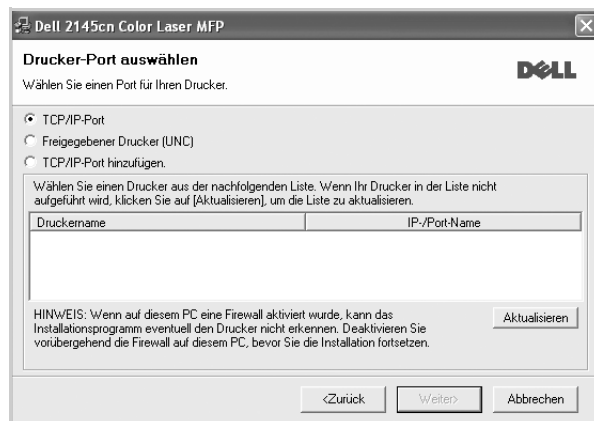 Dell 2145cn Color Laser MFP
Drucker-Port auswählen
Wählen Sie einen Port für Ihren Drucker.
DELL
TCP/IP-Port
Freigegebener Drucker (UNC)
TCP/IP-Port hinzufügen.
Wählen Sie einen Drucker aus der nachfolgenden Liste. Wenn Ihr Drucker in der Liste nicht
aufgeführt wird, klicken Sie auf [Aktualisieren], um die Liste zu aktualisieren.
Druckername IP-/Port-Name
HINWEIS: Wenn auf diesem PC eine Firewall aktiviert wurde, kann das
Installationsprogramm eventuell den Drucker nicht erkennen. Deaktivieren Sie
vorübergehend die Firewall auf diesem PC, bevor Sie die Installation fortsetzen.
Aktualisieren
<Zurück Weiter> Abbrechen